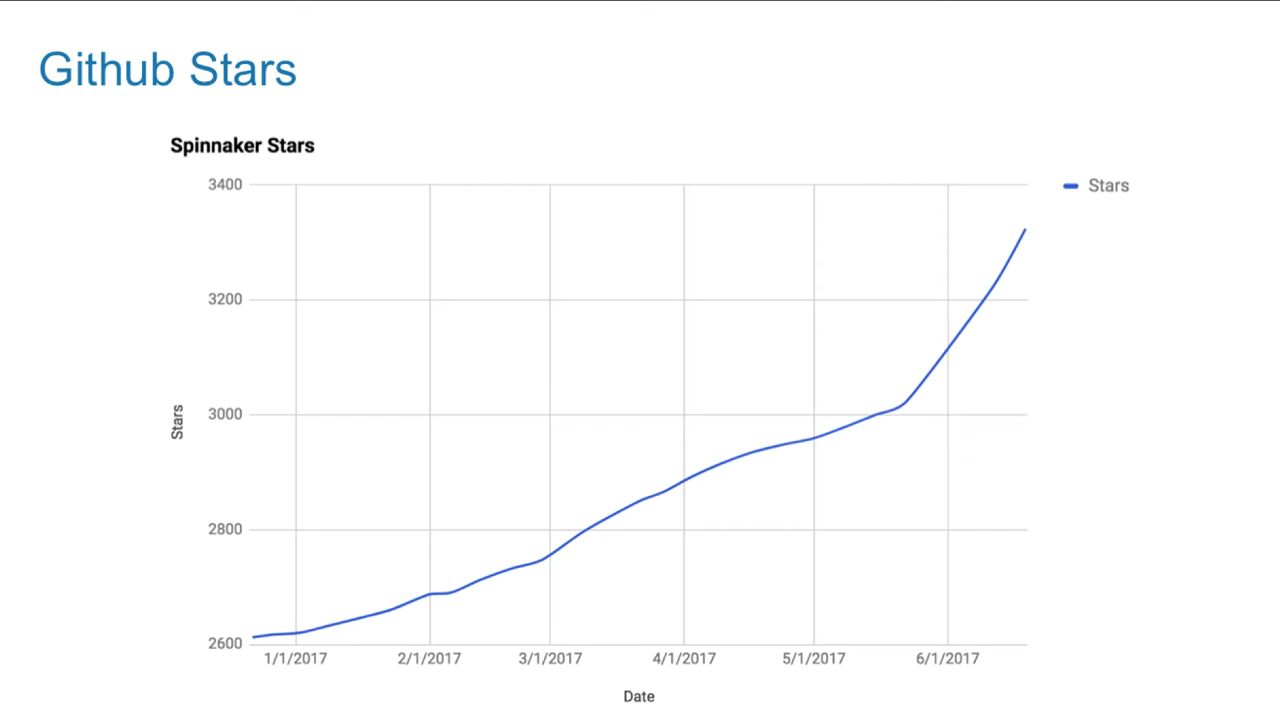 Github Stars
Spinnaker Stars
3400
Stars
3200
3000
Stars
2800
2600
1/1/2017 2/1/2017 3/1/2017 4/1/2017 5/1/2017 6/1/2017
Date